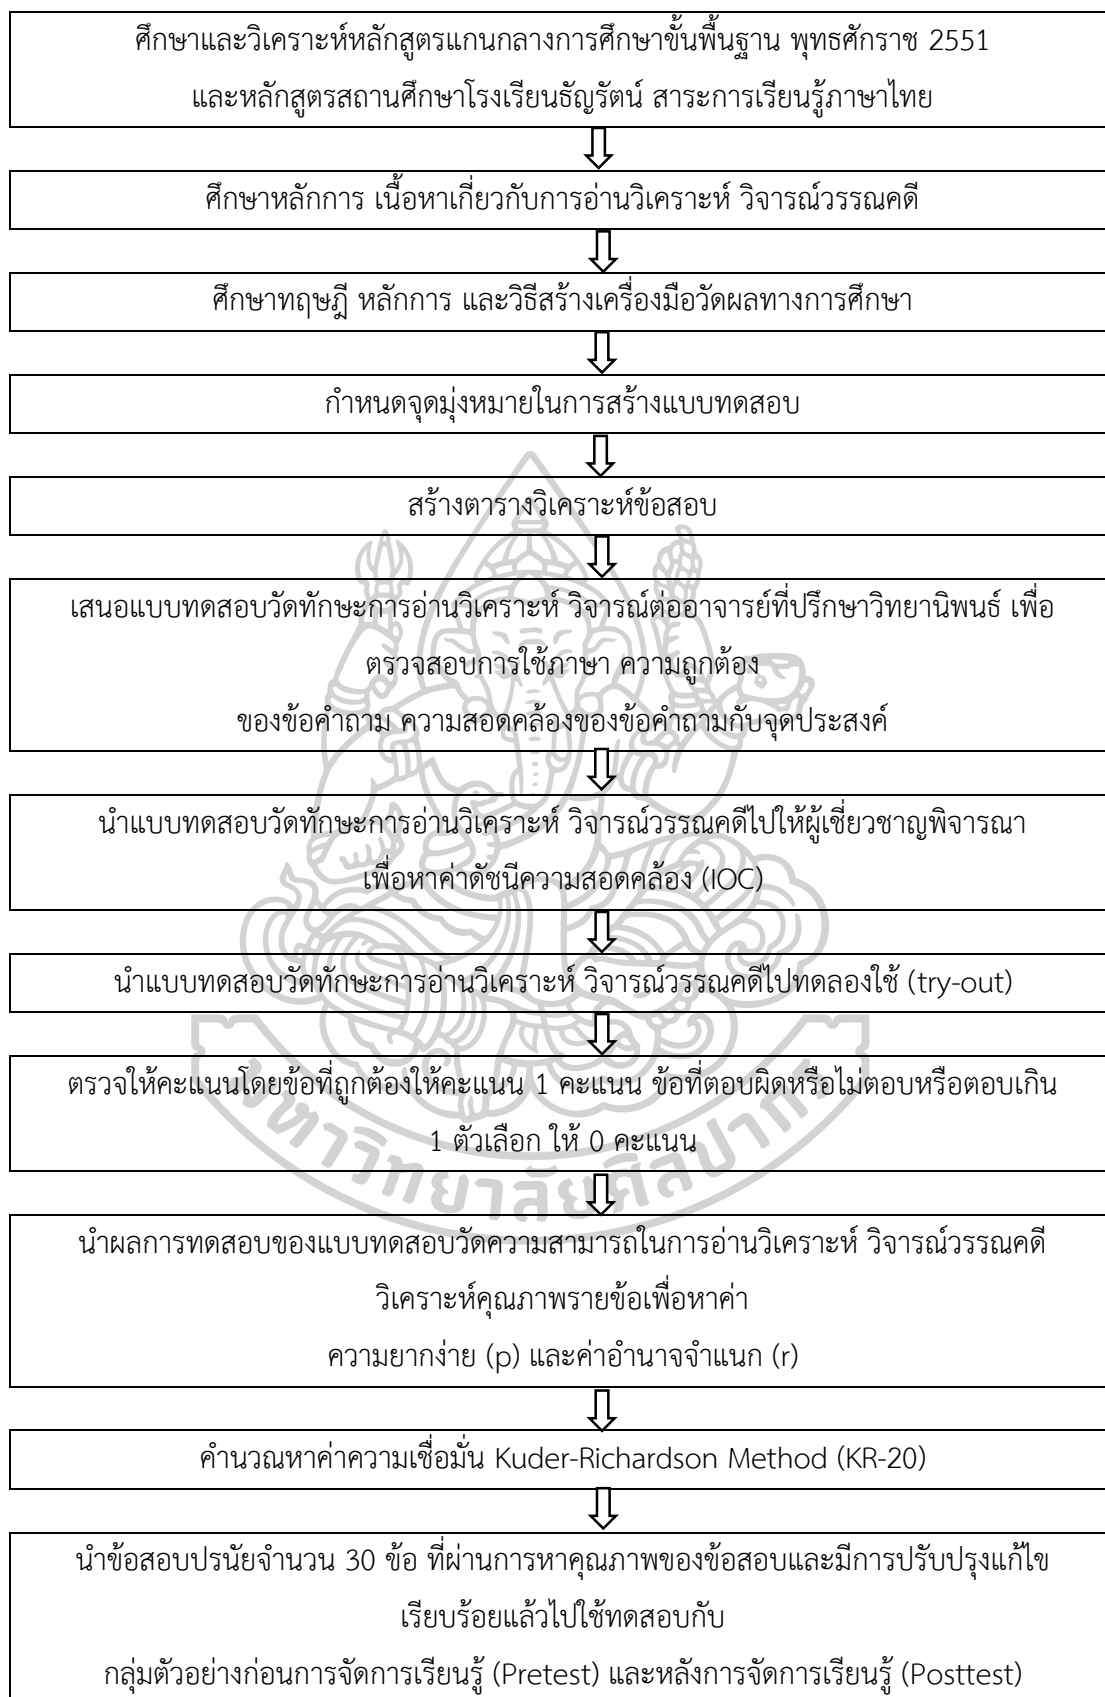 ศึกษาและวิเคราะห์หลักสูตรแกนกลางการศึกษาขั้นพื้นฐาน พุทธศักราช 2551
และหลักสูตรสถานศึกษาโรงเรียนธัญรัตน์ สาระการเรียนรู้ภาษาไทย
ศึกษาหลักการ เนื้อหาเกี่ยวกับการอ่านวิเคราะห์ วิจารณ์วรรณคดี
ศึกษาทฤษฎี หลักการ และวิธีสร้างเครื่องมือวัดผลทางการศึกษา
กำหนดจุดมุ่งหมายในการสร้างแบบทดสอบ
สร้างตารางวิเคราะห์ข้อสอบ
เสนอแบบทดสอบวัดทักษะการอ่านวิเคราะห์ วิจารณ์ต่ออาจารย์ที่ปรึกษาวิทยานิพนธ์ เพื่อ
ตรวจสอบการใช้ภาษา ความถูกต้อง
ของข้อคำถาม ความสอดคล้องของข้อคำถามกับจุดประสงค์
นำแบบทดสอบวัดทักษะการอ่านวิเคราะห์ วิจารณ์วรรณคดีไปให้ผู้เชี่ยวชาญพิจารณา
เพื่อหาค่าดัชนีความสอดคล้อง (IOC)
นำแบบทดสอบวัดทักษะการอ่านวิเคราะห์ วิจารณ์วรรณคดีไปทดลองใช้ (try-out)
ตรวจให้คะแนนโดยข้อที่ถูกต้องให้คะแนน 1 คะแนน ข้อที่ตอบผิดหรือไม่ตอบหรือตอบเกิน
1 ตัวเลือก ให้ 0 คะแนน
มหาวิทยาลัยศิลปากร
นำผลการทดสอบของแบบทดสอบวัดความสามารถในการอ่านวิเคราะห์ วิจารณ์วรรณคดี
วิเคราะห์คุณภาพรายข้อเพื่อหาค่า
ความยากง่าย (p) และค่าอำนาจจำแนก (r)
คำนวณหาค่าความเชื่อมั่น Kuder-Richardson Method (KR-20)
นำข้อสอบปรนัยจำนวน 30 ข้อ ที่ผ่านการหาคุณภาพของข้อสอบและมีการปรับปรุงแก้ไข
เรียบร้อยแล้วไปใช้ทดสอบกับ
กลุ่มตัวอย่างก่อนการจัดการเรียนรู้ (Pretest) และหลังการจัดการเรียนรู้ (Posttest)